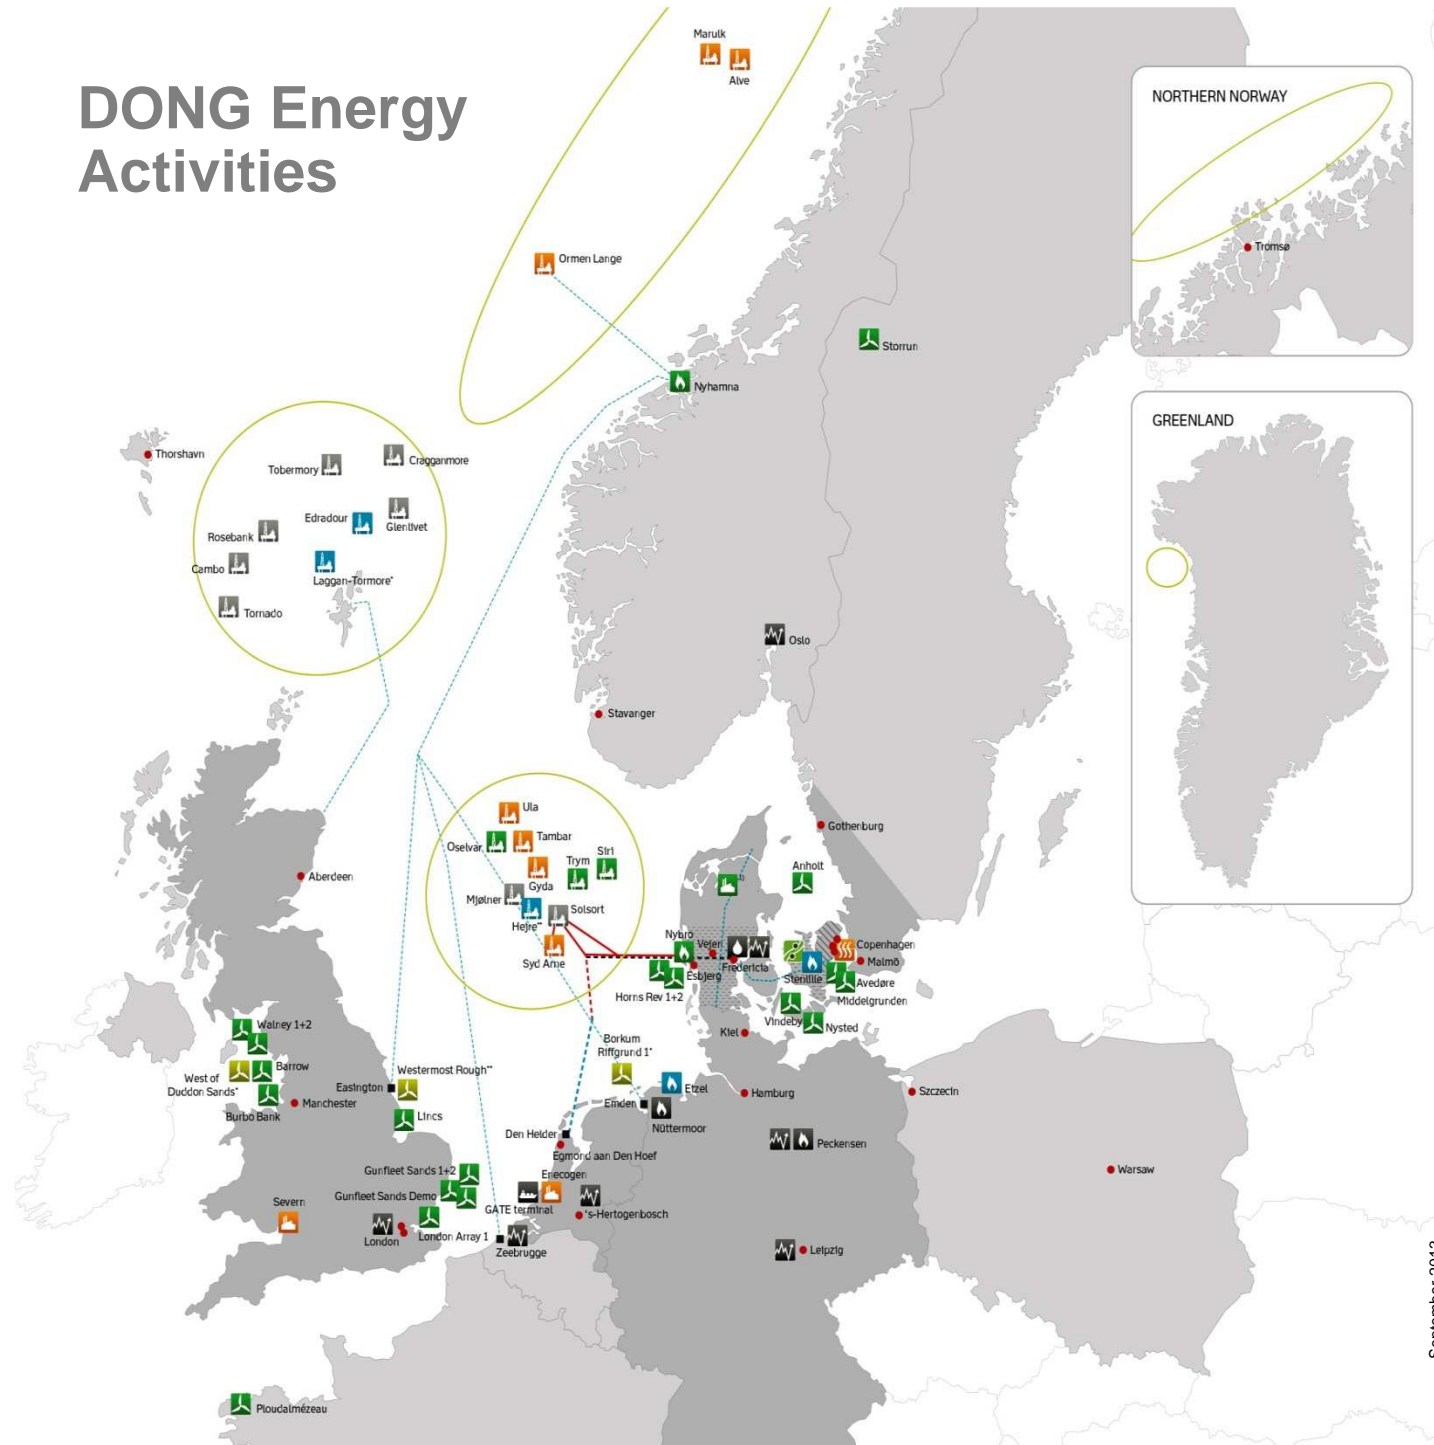 DONG Energy
Activities
Marulk
Alve
NORTHERN NORWAY
Tromsø
Ormen Lange
Storrun
Nyhamna
GREENLAND
Thorshavn
Tobermory
Cragganmore
Edradour
Glenlivet
Rosebank
Cambo
Laggan-Tormore*
Tornado
Oslo
Stavanger
Ula
Oselvar
Tambar
Siri
Trym
Gyda
Mjølner
Solsort
Hejre**
Syd Arne
Aberdeen
Gothenburg
Anholt
Nybro
Vejen
Fredericia
Esbjerg
Horns Rev 1+2
Copenhagen
Malmö
Stenlille
Avedøre
Middelgrunden
Vindeby
Nysted
Kiel
Walney 1+2
Barrow
West of
Duddon Sands*
Burbo Bank
Manchester
Westermost Rough**
Easington
Lincs
Borkum
Riffgrund 1*
Etzel
Emden
Nüttermoor
Hamburg
Szczecin
Den Helder
Egmond aan Den Hoef
Peckensen
Warsaw
Gunfleet Sands 1+2
Gunfleet Sands Demo
Enecogen
GATE terminal
's-Hertogenbosch
Severn
London
London Array 1
Zeebrugge
Leipzig
Ploudalmézeau